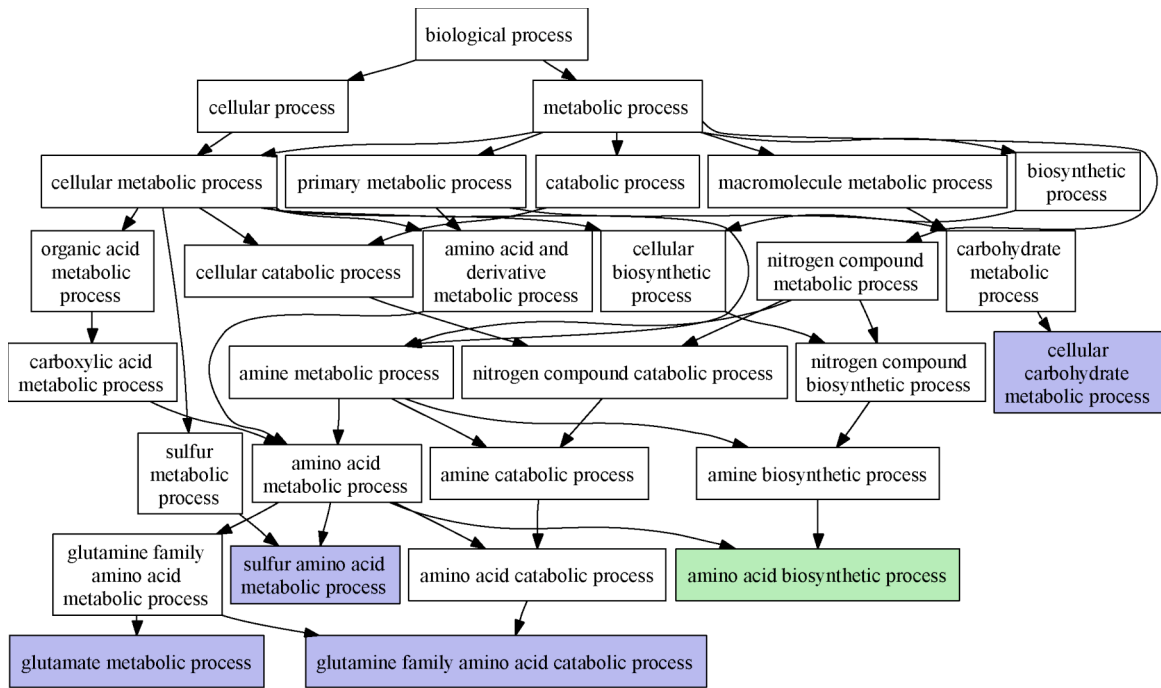 biological process
cellular process
metabolic process
cellular metabolic process
primary metabolic process
catabolic process
macromolecule metabolic process
biosynthetic
process
organic acid
metabolic
process
cellular catabolic process
amino acid and
derivative
metabolic process
cellular
biosynthetic
process
nitrogen compound
metabolic process
carbohydrate
metabolic
process
carboxylic acid
metabolic process
amine metabolic process
nitrogen compound catabolic process
nitrogen compound
biosynthetic process
cellular
carbohydrate
metabolic process
sulfur
metabolic
process
amino acid
metabolic process
amine catabolic process
amine biosynthetic process
glutamine family
amino acid
metabolic process
sulfur amino acid
metabolic process
amino acid catabolic process
amino acid biosynthetic process
glutamate metabolic process
glutamine family amino acid catabolic process